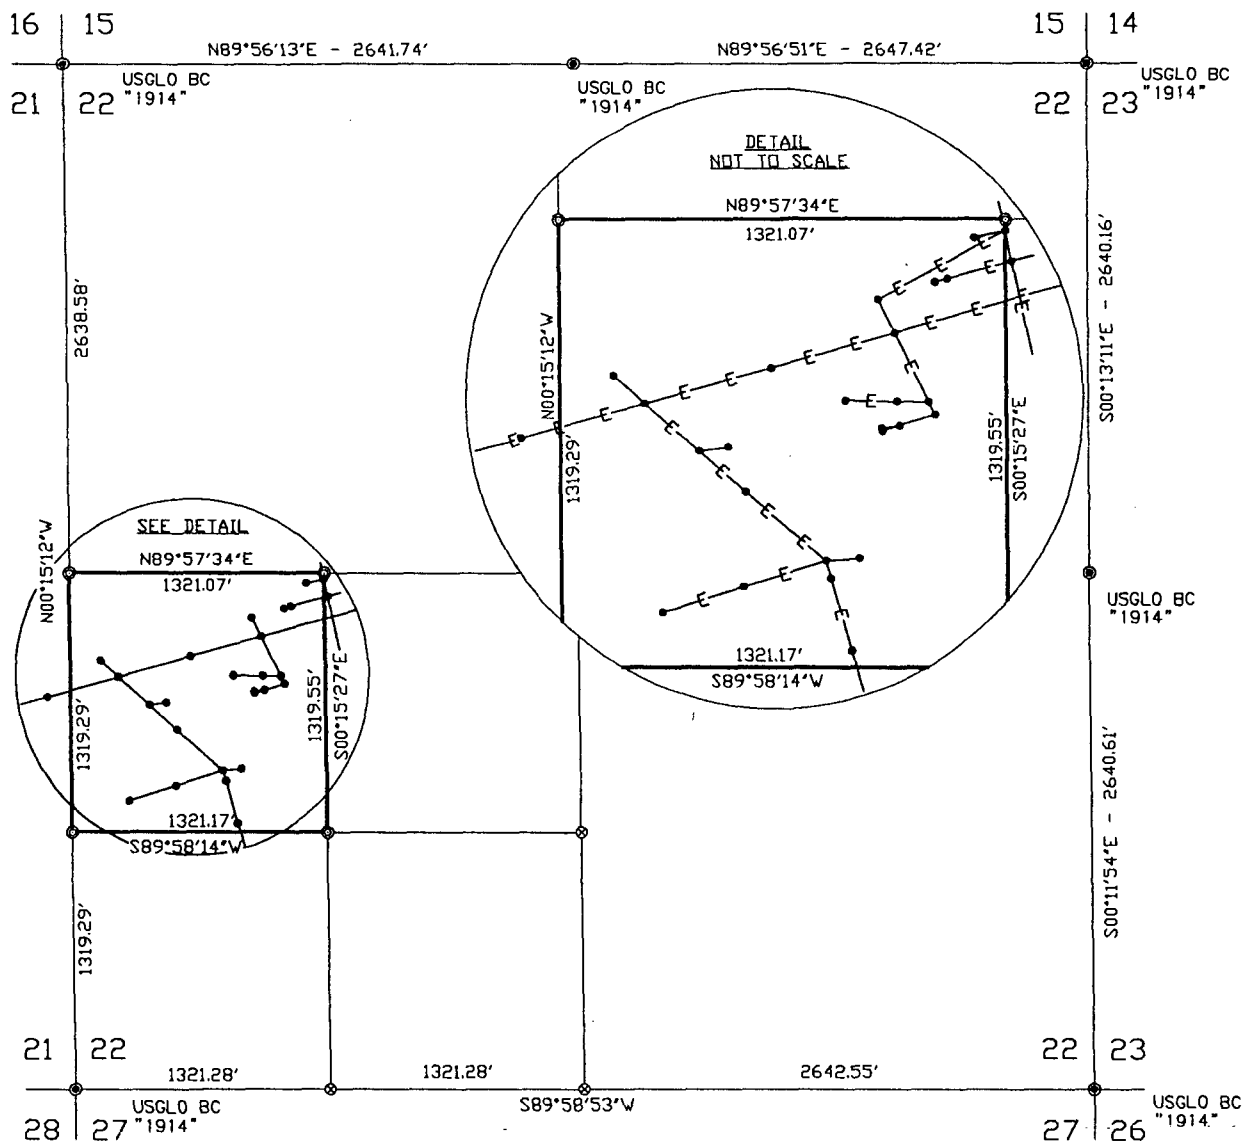 16 15
15 14
N89°56'13"E - 2641.74'
N89°56'51"E - 2647.42'
USGLO BC
"1914"
USGLO BC
"1914"
USGLO BC
"1914"
21 22
22 23
DETAIL
NOT TO SCALE
N89°57'34"E
1321.07'
E E E E E E E E E E E E E E E E E E E E E E
N00°15'12"W
1319.29'
1319.55'
S00°15'27"E
1321.17'
S89°58'14"W
2638.58'
S00°13'11"E - 2640.16'
SEE DETAIL
N89°57'34"E
1321.07'
N00°15'12"W
1319.29'
1319.55'
S00°15'27"E
1321.17'
S89°58'14"W
USGLO BC
"1914"
1319.29'
S00°11'54"E - 2640.61'
21 22
22 23
1321.28'
1321.28'
2642.55'
S89°58'53"W
USGLO BC
"1914"
USGLO BC
"1914"
28 27
27 26